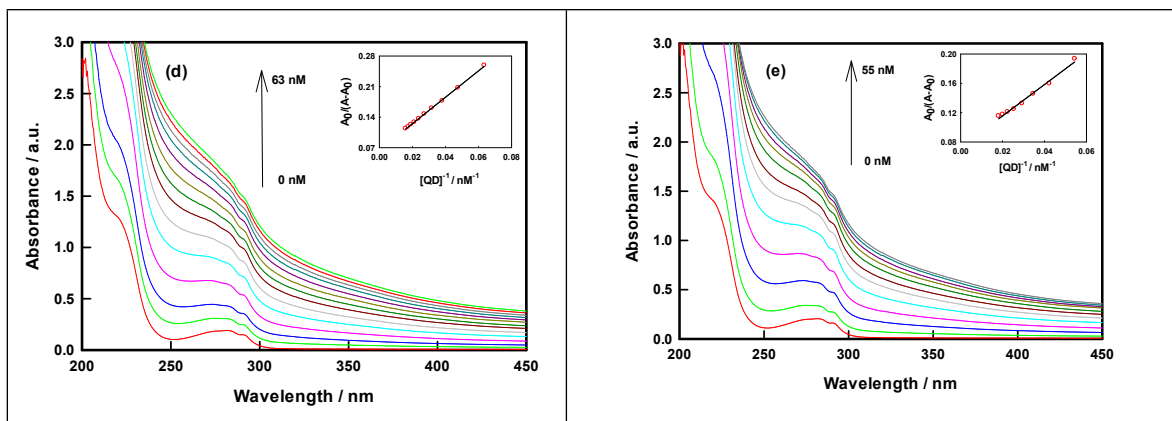 (d)
63 nM
0 nM
Absorbance / a.u.
3.0
2.5
2.0
1.5
1.0
0.5
0.0
200 250 300 350 400 450
Wavelength / nm
A₀/(A-A₀)
0.28
0.21
0.14
0.07
0.00 0.02 0.04 0.06 0.08
[QD]⁻¹ / nM⁻¹
(e)
55 nM
0 nM
Absorbance / a.u.
3.0
2.5
2.0
1.5
1.0
0.5
0.0
200 250 300 350 400 450
Wavelength / nm
A₀/(A-A₀)
0.20
0.16
0.12
0.08
0.00 0.02 0.04 0.06
[QD]⁻¹ / nM⁻¹